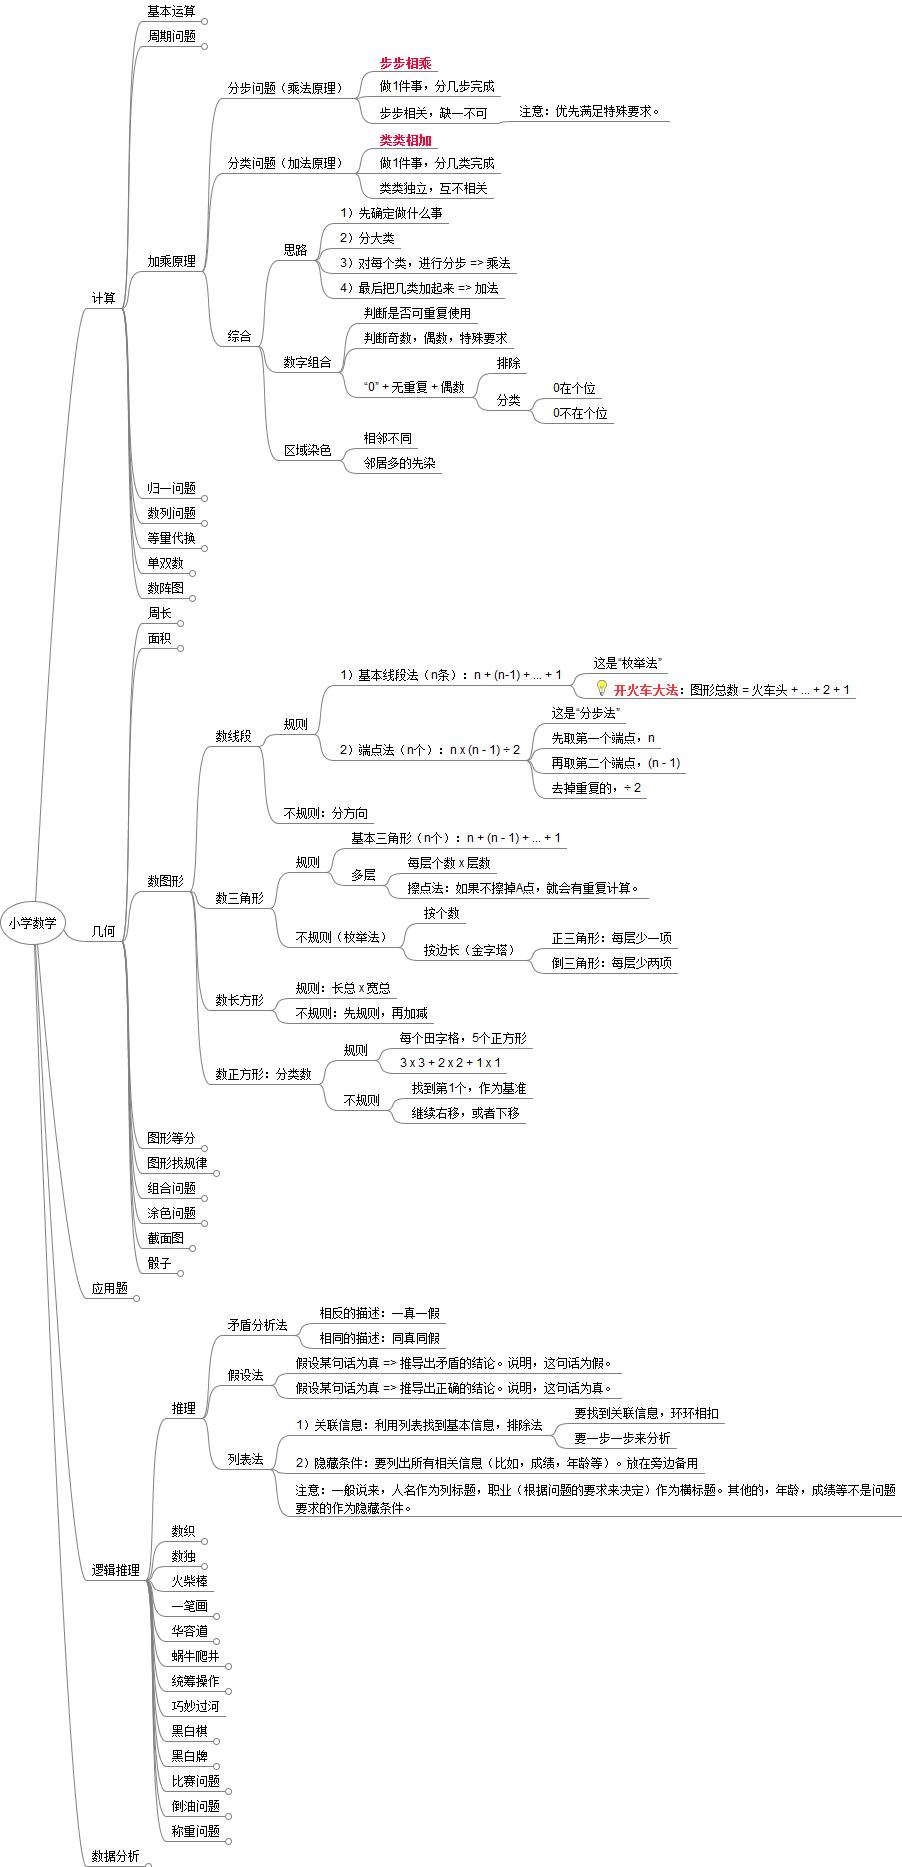 基本运算
周期问题
步步相乘
分步问题（乘法原理）
做1件事，分几步完成
步步相关，缺一不可
注意：优先满足特殊要求。
类类相加
分类问题（加法原理）
做1件事，分几类完成
类类独立，互不相关
加乘原理
1）先确定做什么事
思路
2）分大类
3）对每个类，进行分步 => 乘法
4）最后把几类加起来 => 加法
计算
综合
判断是否可重复使用
数字组合
判断奇数，偶数，特殊要求
“0” + 无重复 + 偶数
排除
分类
0在个位
0不在个位
区域染色
相邻不同
邻居多的先染
归一问题
数列问题
等量代换
单双数
数阵图
周长
面积
1）基本线段法（n条）：n + (n-1) + ... + 1
这是“枚举法”
开火车大法：图形总数 = 火车头 + ... + 2 + 1
数线段
规则
2）端点法（n个）：n x (n - 1) ÷ 2
这是“分步法”
先取第一个端点，n
再取第二个端点，(n - 1)
去掉重复的，÷ 2
不规则：分方向
数图形
数三角形
规则
基本三角形（n个）：n + (n - 1) + ... + 1
多层
每层个数 x 层数
擦点法：如果不擦掉A点，就会有重复计算。
不规则（枚举法）
按个数
按边长（金字塔）
正三角形：每层少一项
倒三角形：每层少两项
小学数学
几何
数长方形
规则：长总 x 宽总
不规则：先规则，再加减
数正方形：分类数
规则
每个田字格，5个正方形
3 x 3 + 2 x 2 + 1 x 1
不规则
找到第1个，作为基准
继续右移，或者下移
图形等分
图形找规律
组合问题
涂色问题
截面图
骰子
应用题
矛盾分析法
相反的描述：一真一假
相同的描述：同真同假
推理
假设法
假设某句话为真 => 推导出矛盾的结论。说明，这句话为假。
假设某句话为真 => 推导出正确的结论。说明，这句话为真。
列表法
1）关联信息：利用列表找到基本信息，排除法
要找到关联信息，环环相扣
要一步一步来分析
2）隐藏条件：要列出所有相关信息（比如，成绩，年龄等）。放在旁边备用
注意：一般说来，人名作为列标题，职业（根据问题的要求来决定）作为横标题。其他的，年龄，成绩等不是问题
要求的作为隐藏条件。
逻辑推理
数织
数独
火柴棒
一笔画
华容道
蜗牛爬井
统筹操作
巧妙过河
黑白棋
黑白牌
比赛问题
倒油问题
称重问题
数据分析